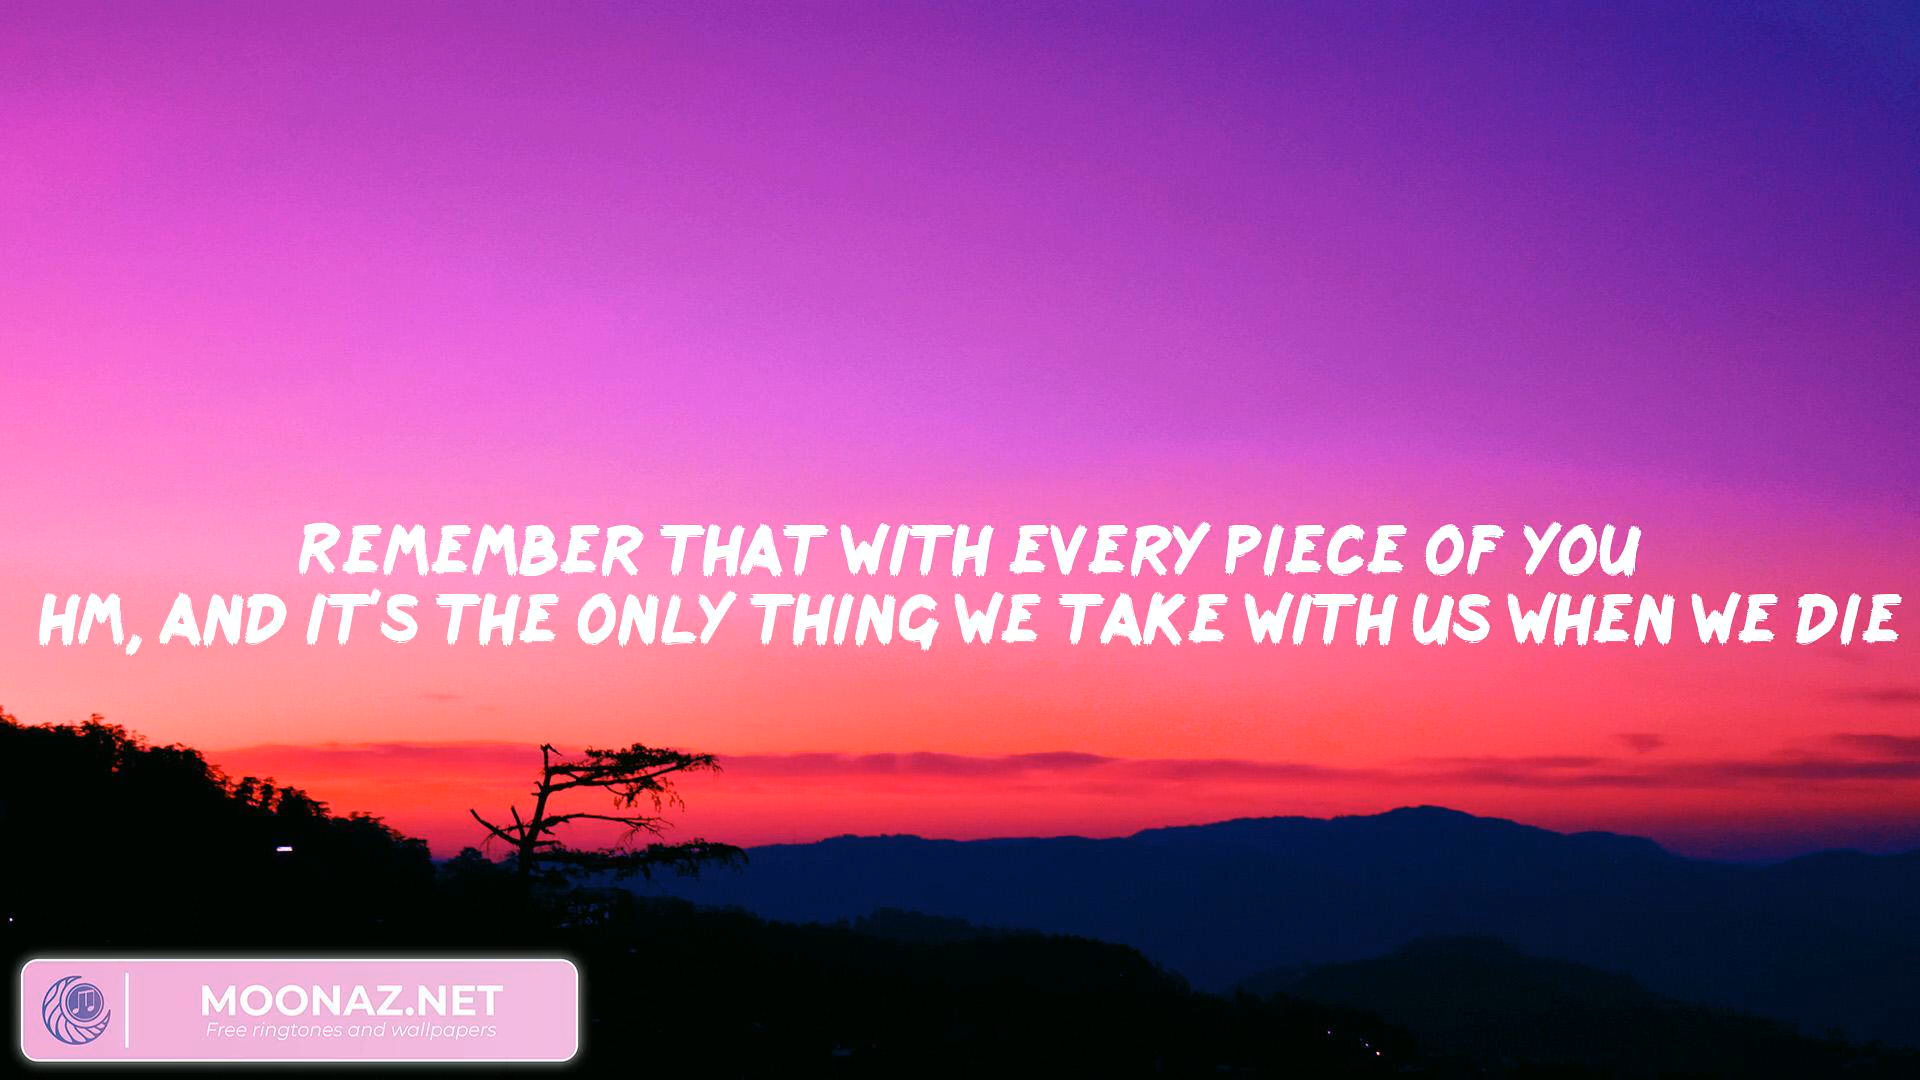 REMEMBER THAT WITH EVERY PIECE OF YOU
HM, AND IT'S THE ONLY THING WE TAKE WITH US WHEN WE DIE
MOONAZ.NET
Free ringtones and wallpapers